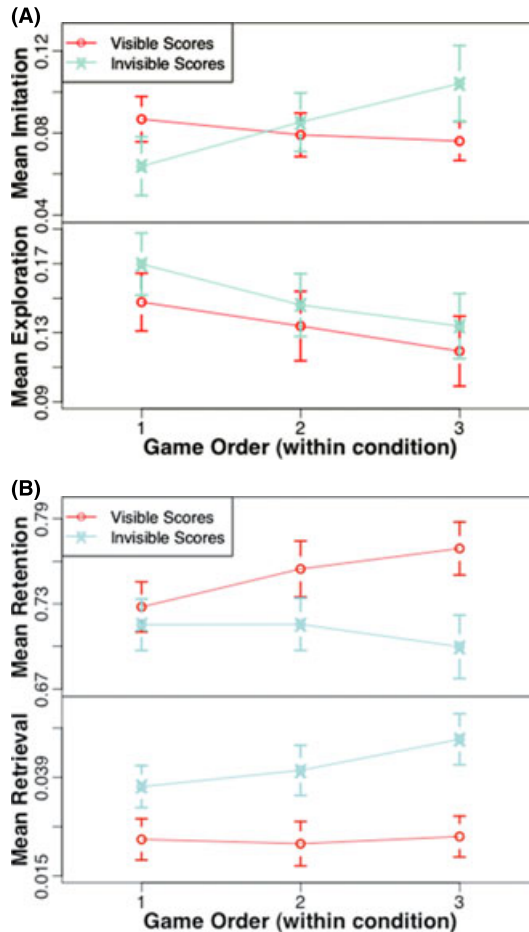 (A)
Visible Scores
Invisible Scores
Mean Imitation
0.04 0.08 0.12
Mean Exploration
0.09 0.13 0.17
1 2 3
Game Order (within condition)
(B)
Visible Scores
Invisible Scores
Mean Retention
0.67 0.73 0.79
Mean Retrieval
0.015 0.039
1 2 3
Game Order (within condition)